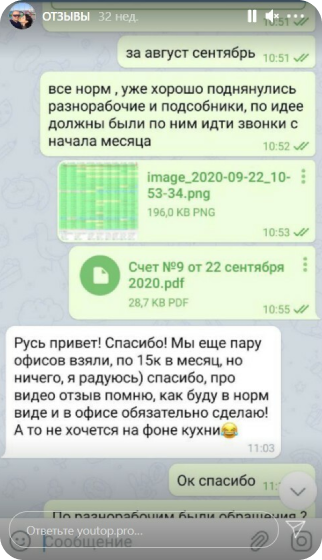 ОТЗЫВЫ 32 нед.
10:51
за август сентябрь 10:51
все норм , уже хорошо поднянулись
разнорабочие и подсобники, по идее
должны были по ним идти звонки с
начала месяца
10:52
image_2020-09-22_10-
53-34.png
196,0 KB PNG
10:53
Счет №9 от 22 сентября
2020.pdf
28,7 KB PDF
10:55
Русь привет! Спасибо! Мы еще пару
офисов взяли, по 15к в месяц, но
ничего, я радуюсь) спасибо, про
видео отзыв помню, как буду в норм
виде и в офисе обязательно сделаю!
А то не хочется на фоне кухни😂
11:03
Ок спасибо
По разнорабочим были обращения ?
Ответьте youtop.pro...
Сообщение